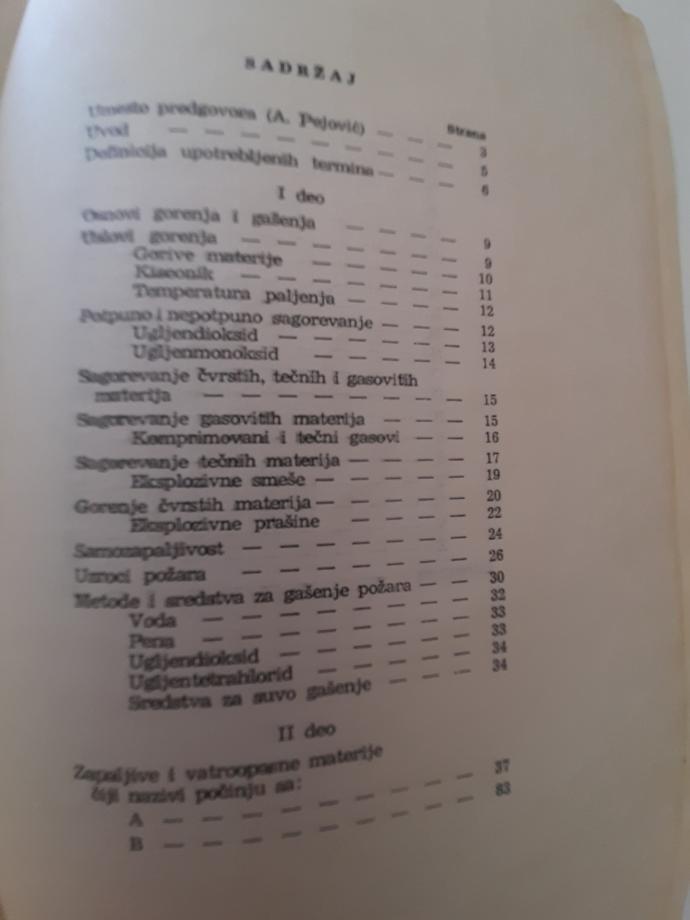 SADRŽAJ
Strana
Umesto predgovora (A. Pejović) — — — 3
Uvod — — — — — — — — — 5
Definicija upotrebljenih termina — — — 6
I deo
Osnovi gorenja i gašenja — — — — 9
Uslovi gorenja — — — — — — — 9
Gorive materije — — — — — 10
Kiseonik — — — — — — — 11
Temperatura paljenja — — — — 12
Potpuno i nepotpuno sagorevanje — — — 12
Ugljendioksid — — — — — — 13
Ugljenmonoksid — — — — — 14
Sagorevanje čvrstih, tečnih i gasovitih
materija — — — — — — — — 15
Sagorevanje gasovitih materija — — — 15
Komprimovani i tečni gasovi — — 16
Sagorevanje tečnih materija — — — — 17
Eksplozivne smeše — — — — — 19
Gorenje čvrstih materija — — — — — 20
Eksplozivne prašine — — — — 22
Samozapaljivost — — — — — — — 24
Uzroci požara — — — — — — — 26
Metode i sredstva za gašenje požara — — 30
Voda — — — — — — — — 32
Pena — — — — — — — — 33
Ugljendioksid — — — — — — 33
Ugljentetrahlorid — — — — — 34
Sredstva za suvo gašenje — — — 34
II deo
Zapaljive i vatroopasne materije
čiji nazivi počinju sa:
A — — — — — — — — — 37
B — — — — — — — — — 83